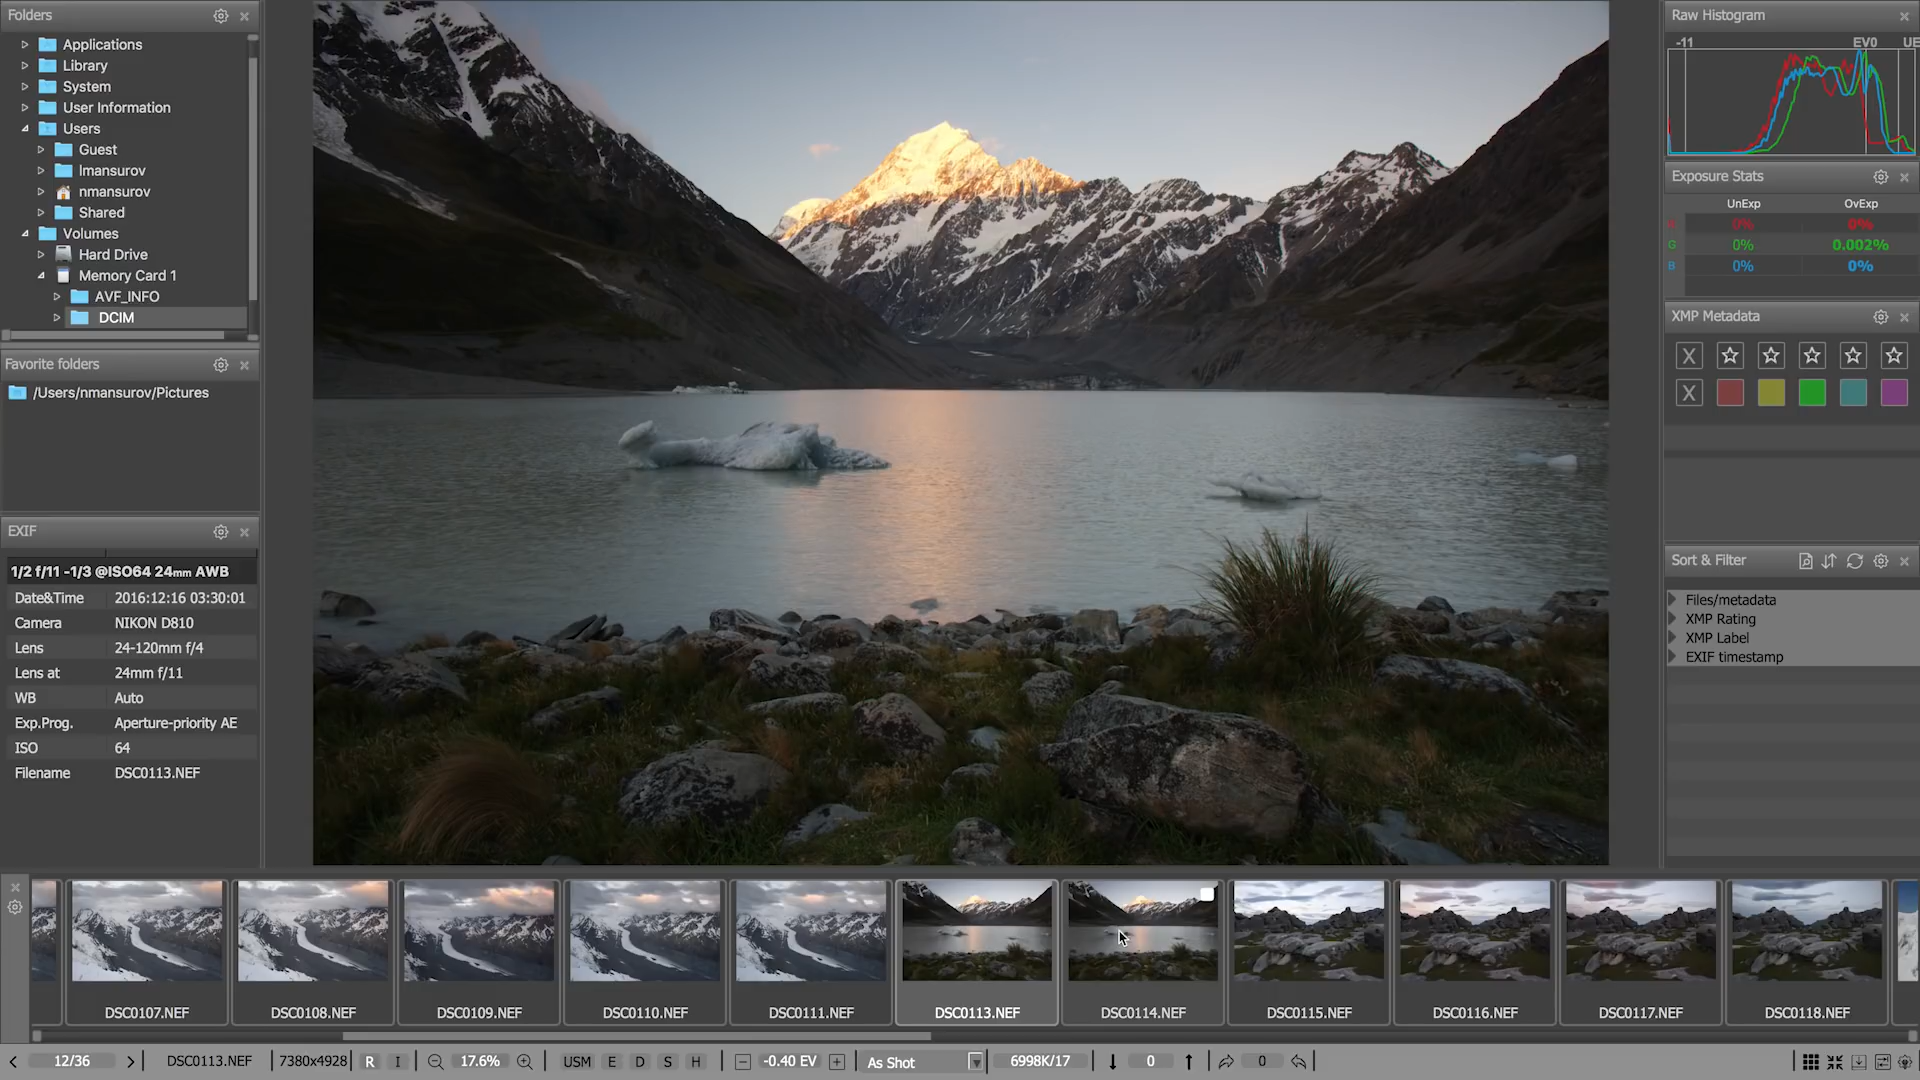 Folders
Applications
Library
System
User Information
Users
Guest
lmansurov
nmansurov
Shared
Volumes
Hard Drive
Memory Card 1
AVF_INFO
DCIM
Favorite folders
/Users/nmansurov/Pictures
EXIF
1/2 f/11 -1/3 @ISO64 24mm AWB
Date&Time 2016:12:16 03:30:01
Camera NIKON D810
Lens 24-120mm f/4
Lens at 24mm f/11
WB Auto
Exp.Prog. Aperture-priority AE
ISO 64
Filename DSC0113.NEF
Raw Histogram
-11 EV0 UE
Exposure Stats
UnExp OvExp
R 0% 0%
G 0% 0.002%
B 0% 0%
XMP Metadata
X
X
Sort & Filter
Files/metadata
XMP Rating
XMP Label
EXIF timestamp
DSC0107.NEF DSC0108.NEF DSC0109.NEF DSC0110.NEF DSC0111.NEF DSC0113.NEF DSC0114.NEF DSC0115.NEF DSC0116.NEF DSC0117.NEF DSC0118.NEF
12/36 DSC0113.NEF 7380x4928 R I 17.6% USM E D S H -0.40 EV As Shot 6998K/17 0 0